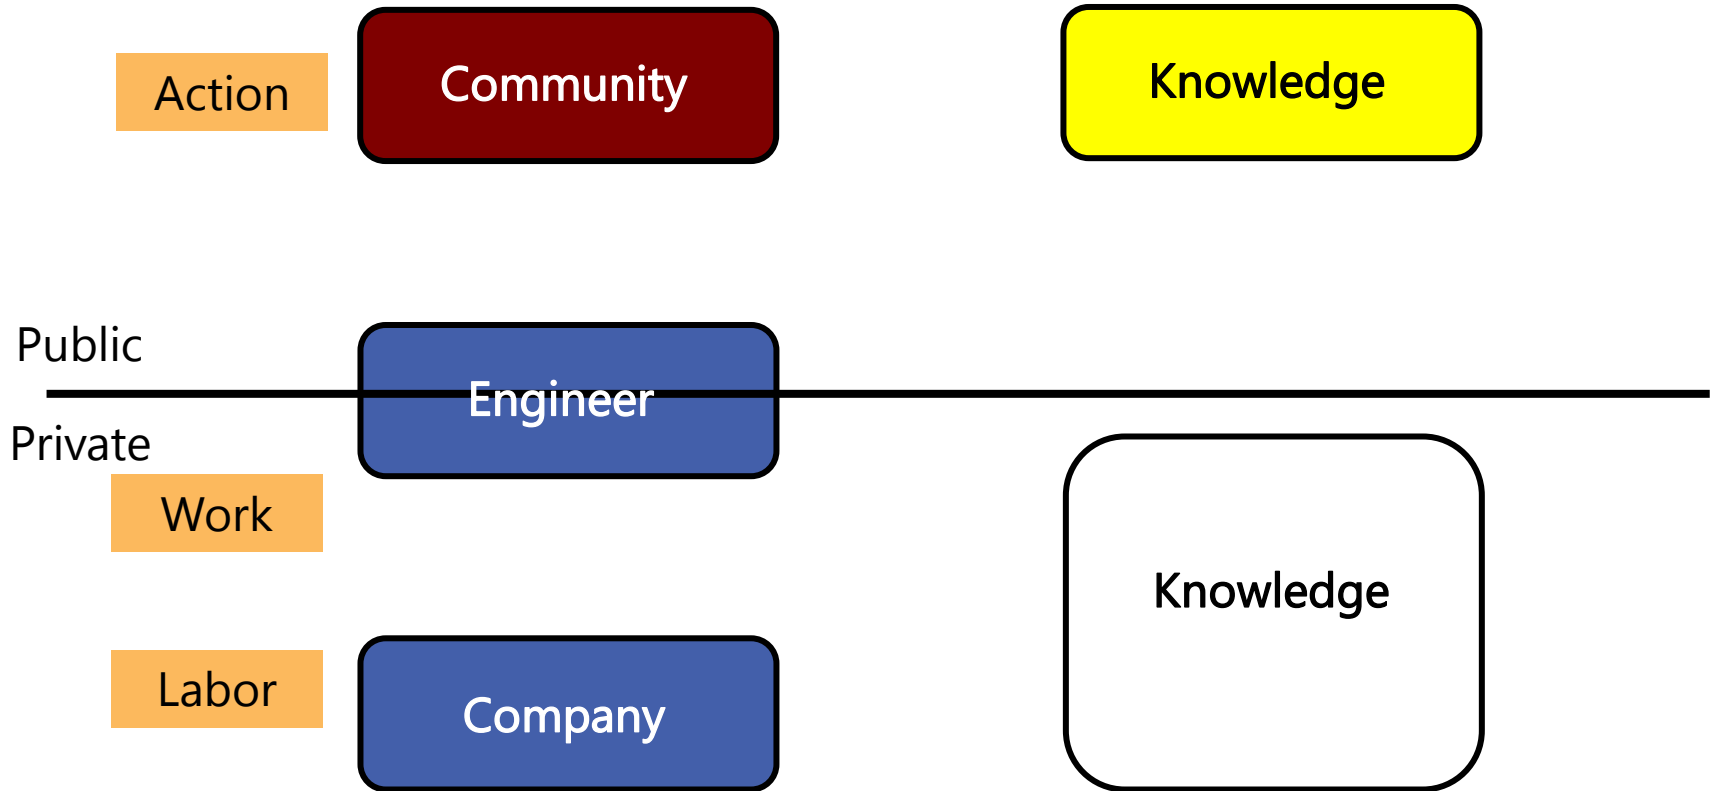 Action
Community
Knowledge
Public
Engineer
Private
Work
Knowledge
Labor
Company